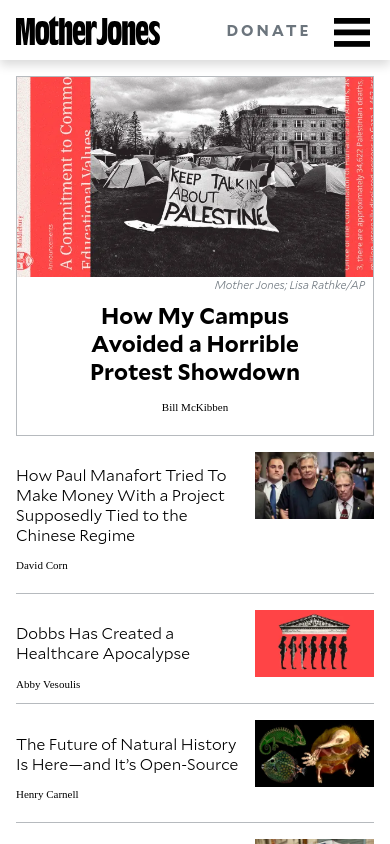 Mother Jones
DONATE
Middlebury
Announcements
A Commitment to Commo
Educational Values
KEEP TALKIN
ABOUT
PALESTINE
3, there are approximately 34,622 Palestinian deaths,
Mother Jones; Lisa Rathke/AP
How My Campus
Avoided a Horrible
Protest Showdown
Bill McKibben
How Paul Manafort Tried To
Make Money With a Project
Supposedly Tied to the
Chinese Regime
David Corn
Dobbs Has Created a
Healthcare Apocalypse
Abby Vesoulis
The Future of Natural History
Is Here—and It’s Open-Source
Henry Carnell